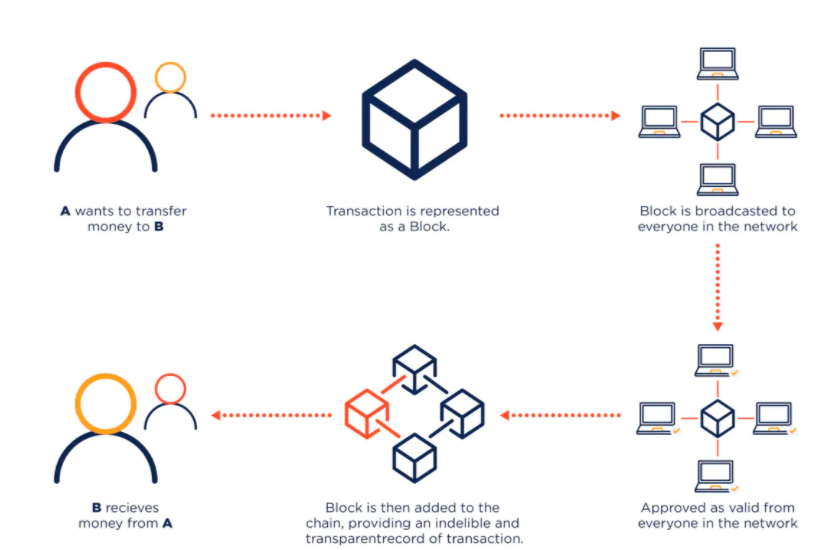 A wants to transfer
money to B
Transaction is represented
as a Block.
Block is broadcasted to
everyone in the network
Approved as valid from
everyone in the network
Block is then added to the
chain, providing an indelible and
transparentrecord of transaction.
B recieves
money from A